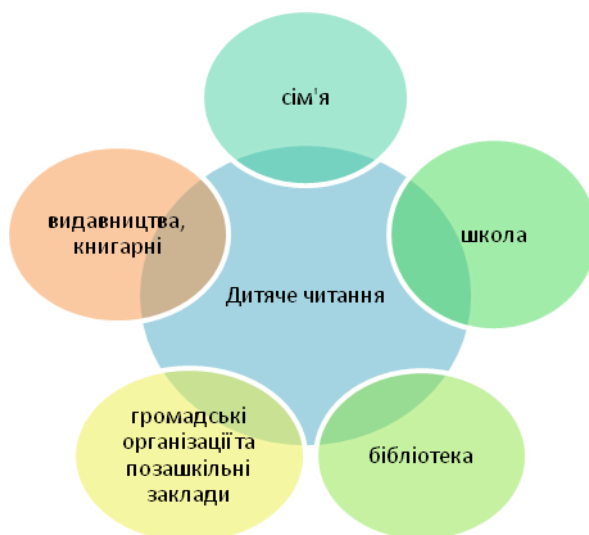 сім'я
видавництва,
книгарні
школа
Дитяче читання
громадські
організації та
позашкільні
заклади
бібліотека